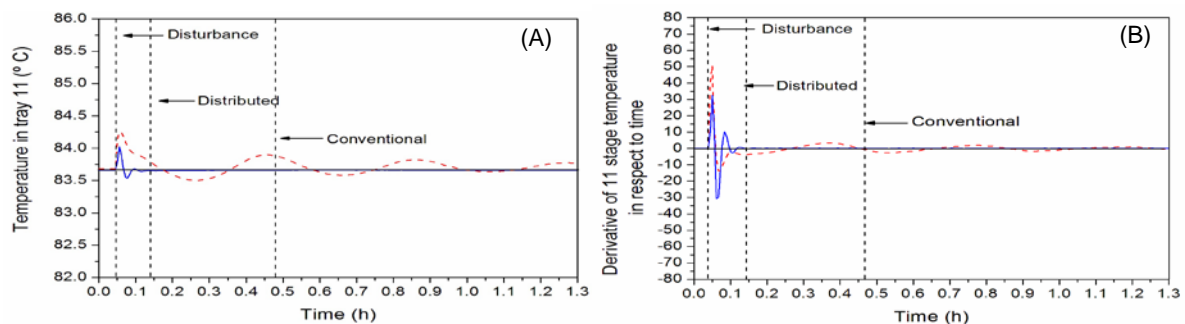 (A)
Temperature in tray 11 (º C)
86.0
85.5
85.0
84.5
84.0
83.5
83.0
82.5
82.0
Disturbance
Distributed
Conventional
0.0 0.1 0.2 0.3 0.4 0.5 0.6 0.7 0.8 0.9 1.0 1.1 1.2 1.3
Time (h)
(B)
Derivative of 11 stage temperature
in respect to time
80
70
60
50
40
30
20
10
0
-10
-20
-30
-40
-50
-60
-70
-80
Disturbance
Distributed
Conventional
0.0 0.1 0.2 0.3 0.4 0.5 0.6 0.7 0.8 0.9 1.0 1.1 1.2 1.3
Time (h)